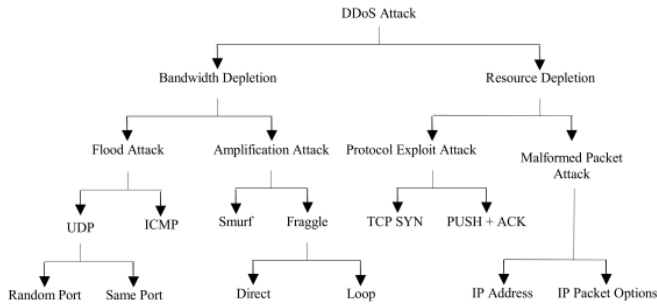 DDoS Attack
Bandwidth Depletion
Resource Depletion
Flood Attack
Amplification Attack
Protocol Exploit Attack
Malformed Packet
Attack
UDP
ICMP
Smurf
Fraggle
TCP SYN
PUSH + ACK
Random Port
Same Port
Direct
Loop
IP Address
IP Packet Options